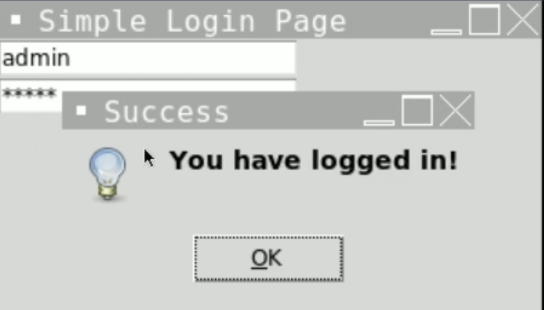 Simple Login Page
admin
*****
Success
You have logged in!
OK